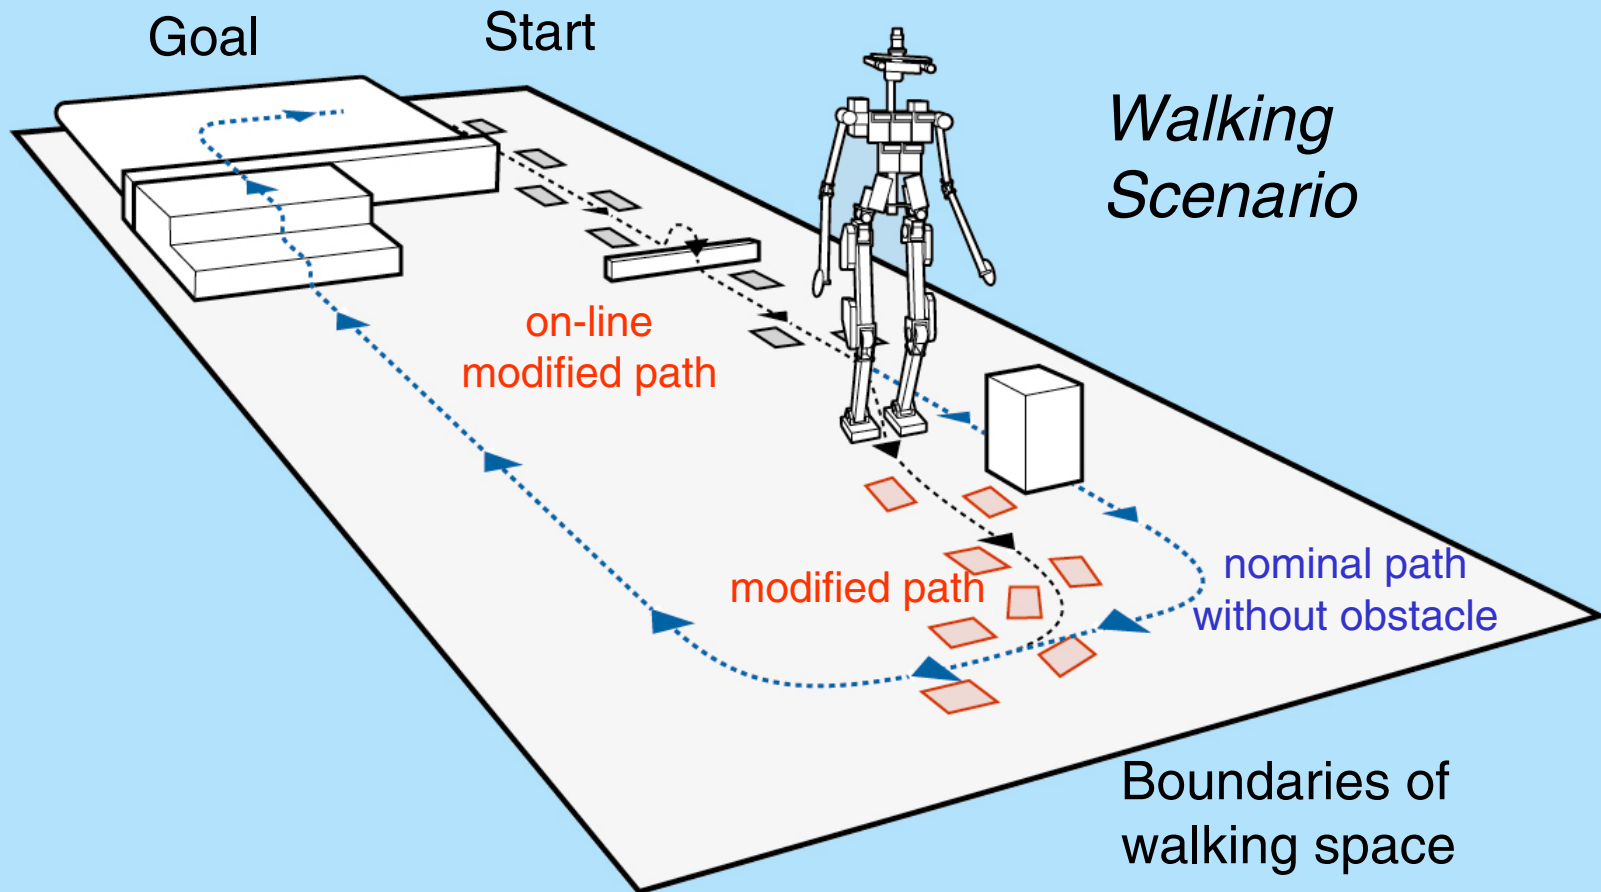 Goal
Start
Walking
Scenario
on-line
modified path
modified path
nominal path
without obstacle
Boundaries of
walking space